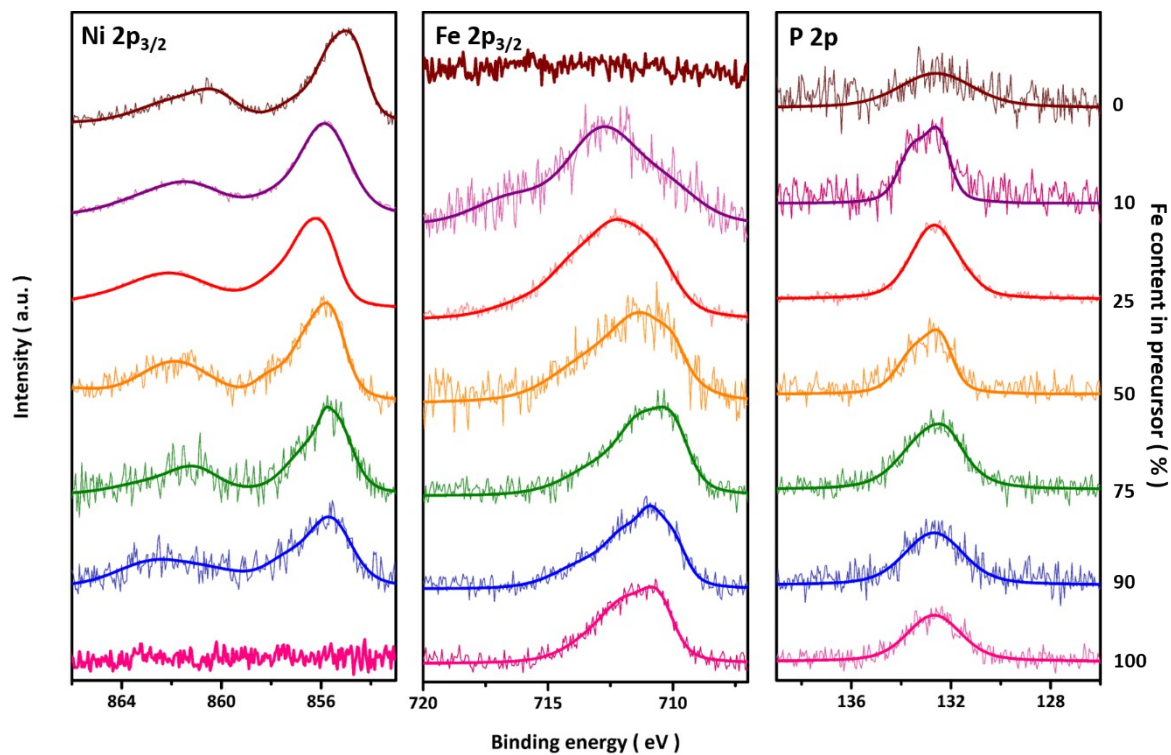 Ni 2p3/2
Fe 2p3/2
P 2p
0
10
25
50
75
90
100
Fe content in precursor ( % )
Intensity ( a.u. )
864 860 856
720 715 710
136 132 128
Binding energy ( eV )